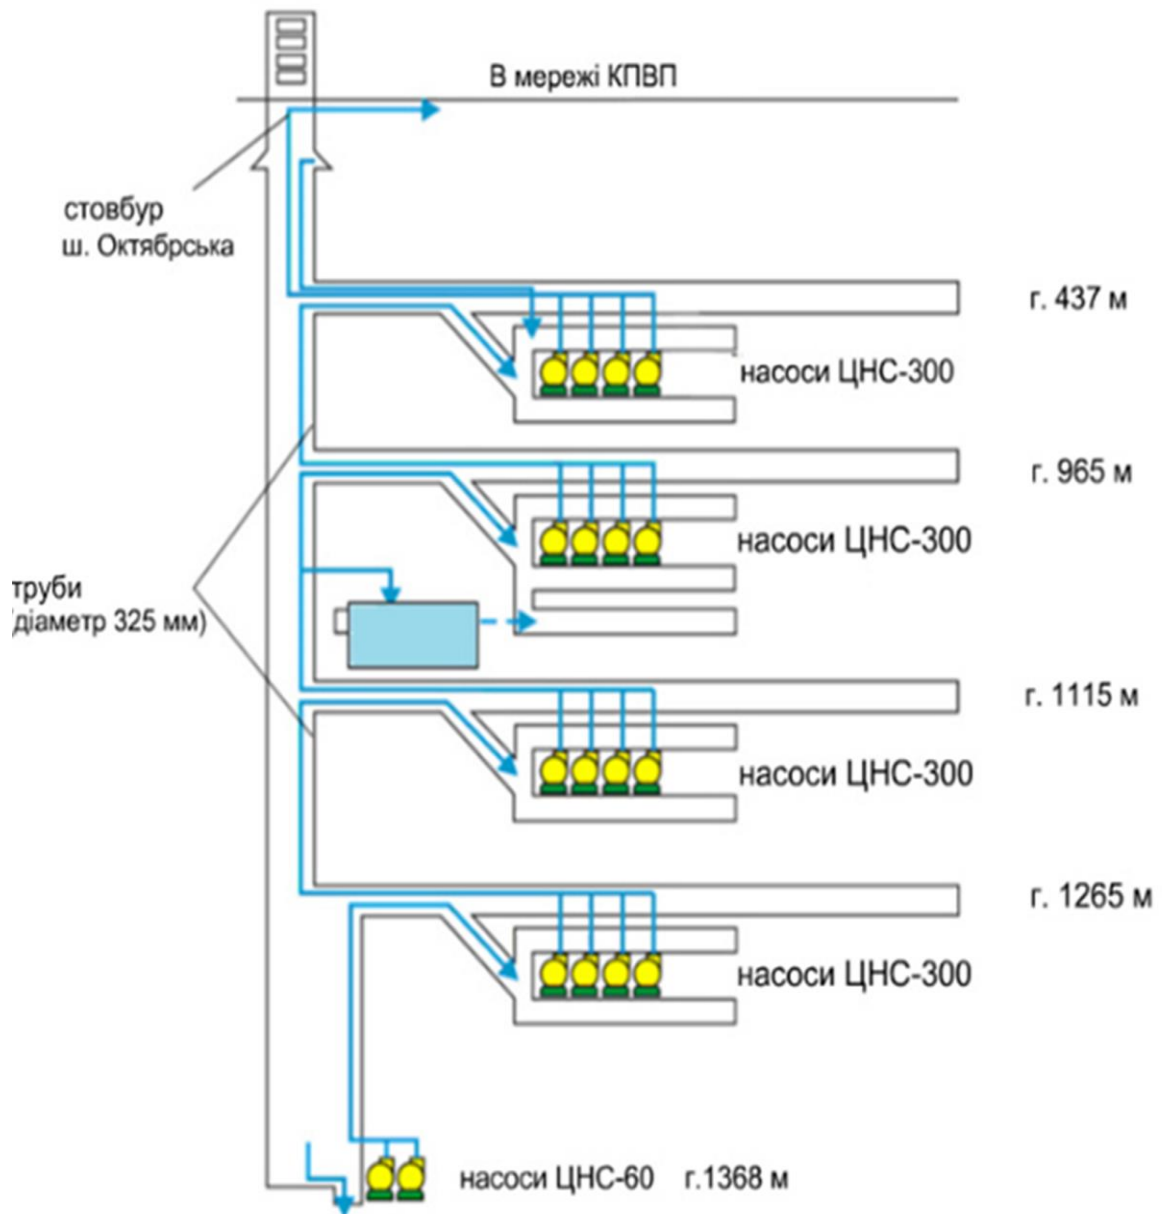 В мережі КПВП
стовбур
ш. Октябрська
г. 437 м
насоси ЦНС-300
г. 965 м
насоси ЦНС-300
труби
(діаметр 325 мм)
г. 1115 м
насоси ЦНС-300
г. 1265 м
насоси ЦНС-300
насоси ЦНС-60 г.1368 м